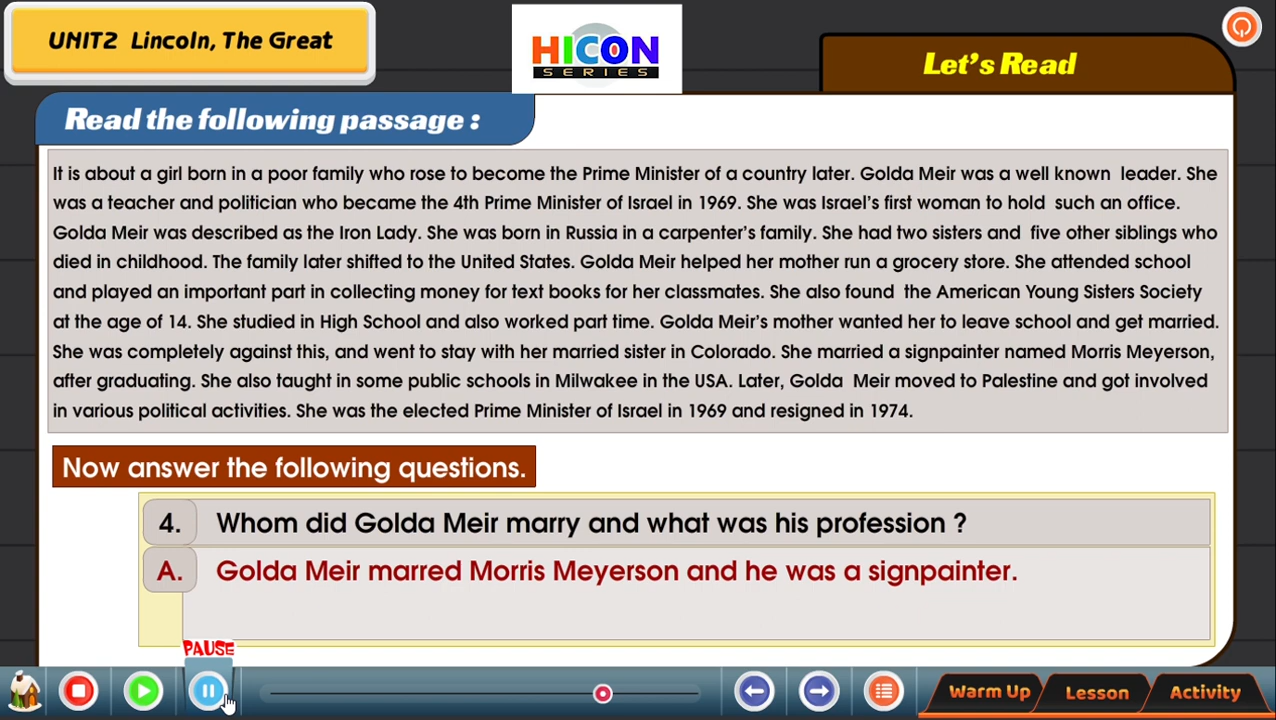 UNIT2 Lincoln, The Great
HICON
SERIES
Let's Read
Read the following passage :
It is about a girl born in a poor family who rose to become the Prime Minister of a country later. Golda Meir was a well known leader. She
was a teacher and politician who became the 4th Prime Minister of Israel in 1969. She was Israel's first woman to hold such an office.
Golda Meir was described as the Iron Lady. She was born in Russia in a carpenter's family. She had two sisters and five other siblings who
died in childhood. The family later shifted to the United States. Golda Meir helped her mother run a grocery store. She attended school
and played an important part in collecting money for text books for her classmates. She also found the American Young Sisters Society
at the age of 14. She studied in High School and also worked part time. Golda Meir's mother wanted her to leave school and get married.
She was completely against this, and went to stay with her married sister in Colorado. She married a signpainter named Morris Meyerson,
after graduating. She also taught in some public schools in Milwakee in the USA. Later, Golda Meir moved to Palestine and got involved
in various political activities. She was the elected Prime Minister of Israel in 1969 and resigned in 1974.
Now answer the following questions.
4. Whom did Golda Meir marry and what was his profession ?
A. Golda Meir marred Morris Meyerson and he was a signpainter.
PAUSE
Warm Up Lesson Activity